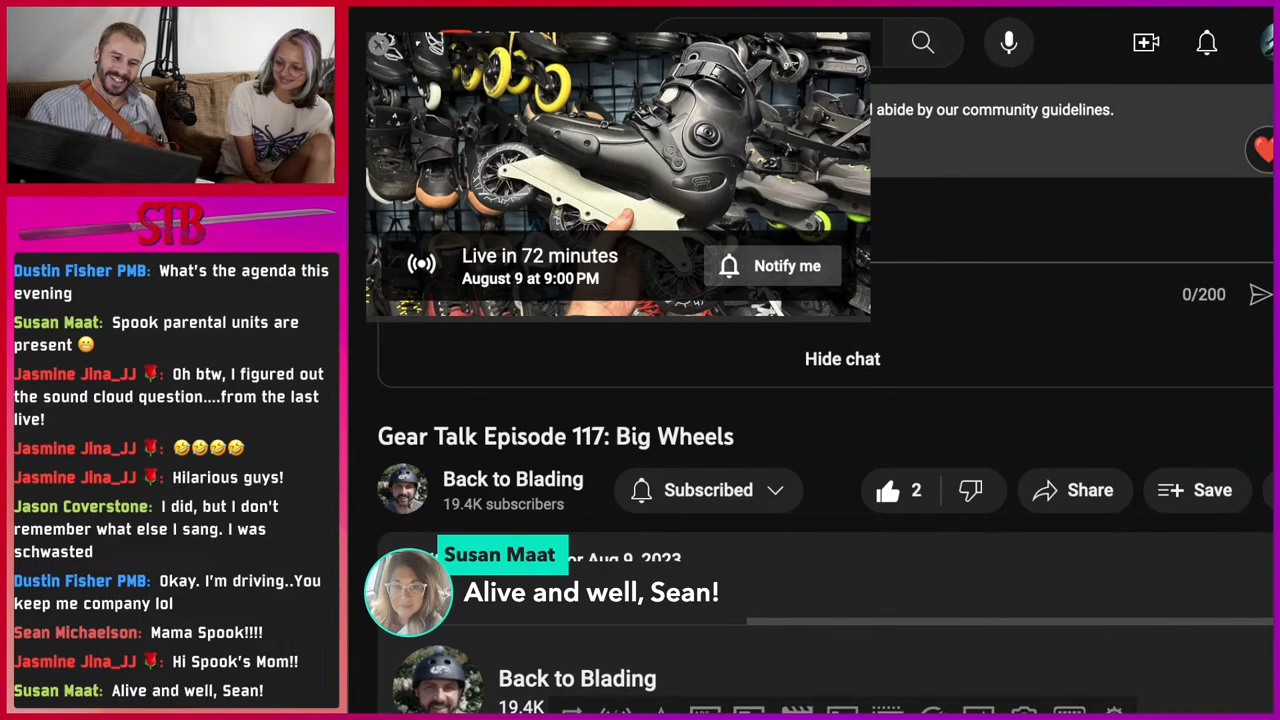 STB
Dustin Fisher PMB: What's the agenda this
evening
Susan Maat: Spook parental units are
present 😬
Jasmine Jina_JJ 🌹: Oh btw, I figured out
the sound cloud question....from the last
live!
Jasmine Jina_JJ 🌹: 🤣🤣🤣🤣
Jasmine Jina_JJ 🌹: Hilarious guys!
Jason Coverstone: I did, but I don't
remember what else I sang. I was
schwasted
Dustin Fisher PMB: Okay. I'm driving..You
keep me company lol
Sean Michaelson: Mama Spook!!!!
Jasmine Jina_JJ 🌹: Hi Spook's Mom!!
Susan Maat: Alive and well, Sean!
abide by our community guidelines.
Live in 72 minutes
August 9 at 9:00 PM
Notify me
0/200
Hide chat
Gear Talk Episode 117: Big Wheels
Back to Blading
19.4K subscribers
Subscribed
2
Share
Save
or Aug 9, 2023
Susan Maat
Alive and well, Sean!
Back to Blading
19.4K